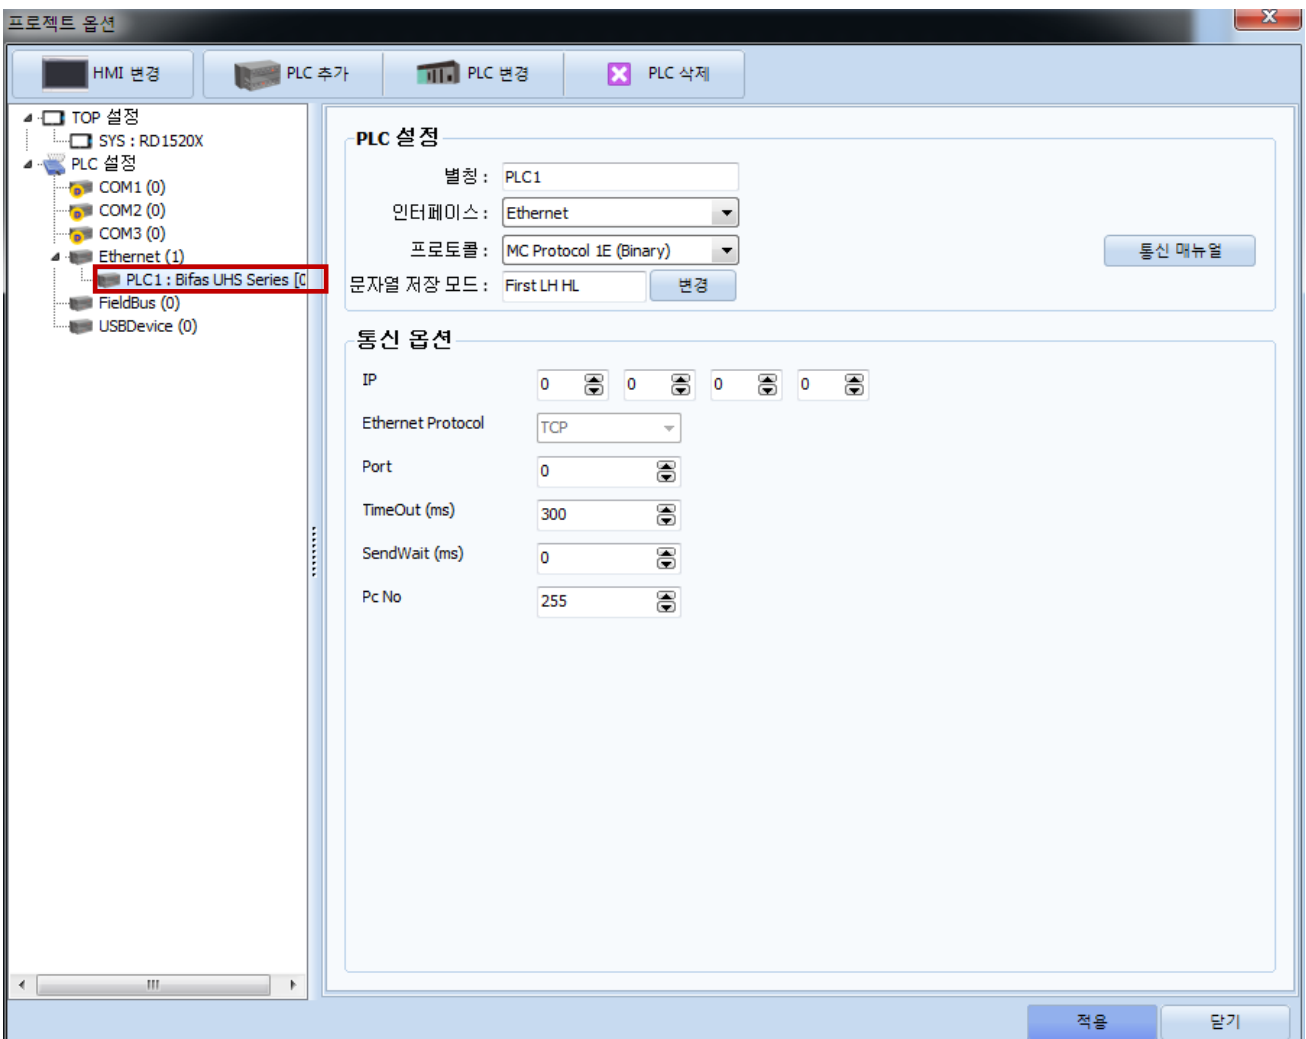 프로젝트 옵션
HMI 변경
PLC 추가
PLC 변경
PLC 삭제
TOP 설정
SYS : RD1520X
PLC 설정
COM1 (0)
COM2 (0)
COM3 (0)
Ethernet (1)
PLC1 : Bifas UHS Series [0
FieldBus (0)
USBDevice (0)
PLC 설정
별칭 : PLC1
인터페이스 : Ethernet
프로토콜 : MC Protocol 1E (Binary)
통신 매뉴얼
문자열 저장 모드 : First LH HL 변경
통신 옵션
IP 0 0 0 0
Ethernet Protocol TCP
Port 0
TimeOut (ms) 300
SendWait (ms) 0
Pc No 255
적용
닫기